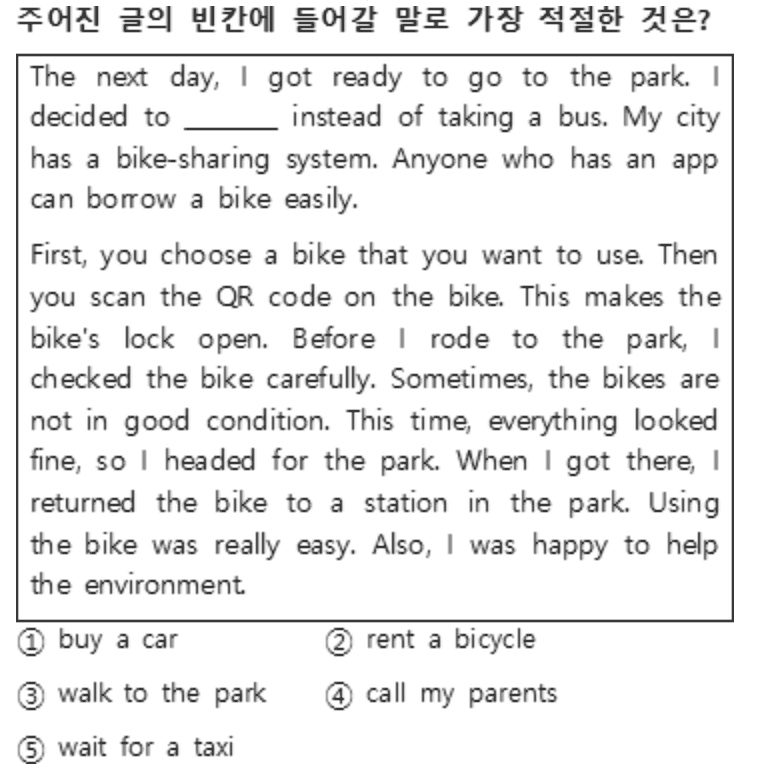 주어진 글의 빈칸에 들어갈 말로 가장 적절한 것은?
The next day, I got ready to go to the park. I
decided to _______ instead of taking a bus. My city
has a bike-sharing system. Anyone who has an app
can borrow a bike easily.
First, you choose a bike that you want to use. Then
you scan the QR code on the bike. This makes the
bike's lock open. Before I rode to the park, I
checked the bike carefully. Sometimes, the bikes are
not in good condition. This time, everything looked
fine, so I headed for the park. When I got there, I
returned the bike to a station in the park. Using
the bike was really easy. Also, I was happy to help
the environment.
① buy a car ② rent a bicycle
③ walk to the park ④ call my parents
⑤ wait for a taxi